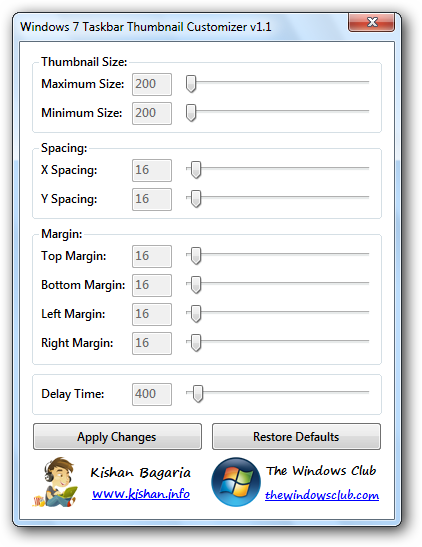 Windows 7 Taskbar Thumbnail Customizer v1.1
Thumbnail Size:
Maximum Size: 200
Minimum Size: 200
Spacing:
X Spacing: 16
Y Spacing: 16
Margin:
Top Margin: 16
Bottom Margin: 16
Left Margin: 16
Right Margin: 16
Delay Time: 400
Apply Changes Restore Defaults
Kishan Bagaria The Windows Club
www.kishan.info thewindowsclub.com